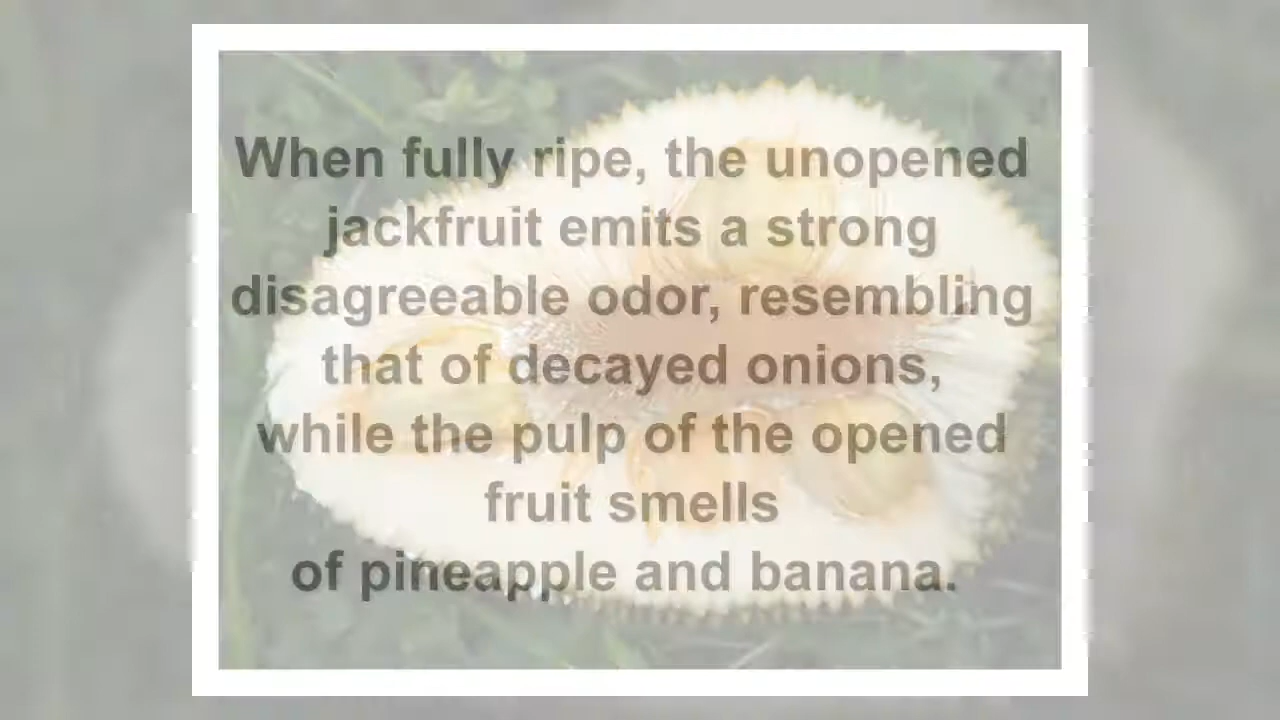 When fully ripe, the unopened
jackfruit emits a strong
disagreeable odor, resembling
that of decayed onions,
while the pulp of the opened
fruit smells
of pineapple and banana.